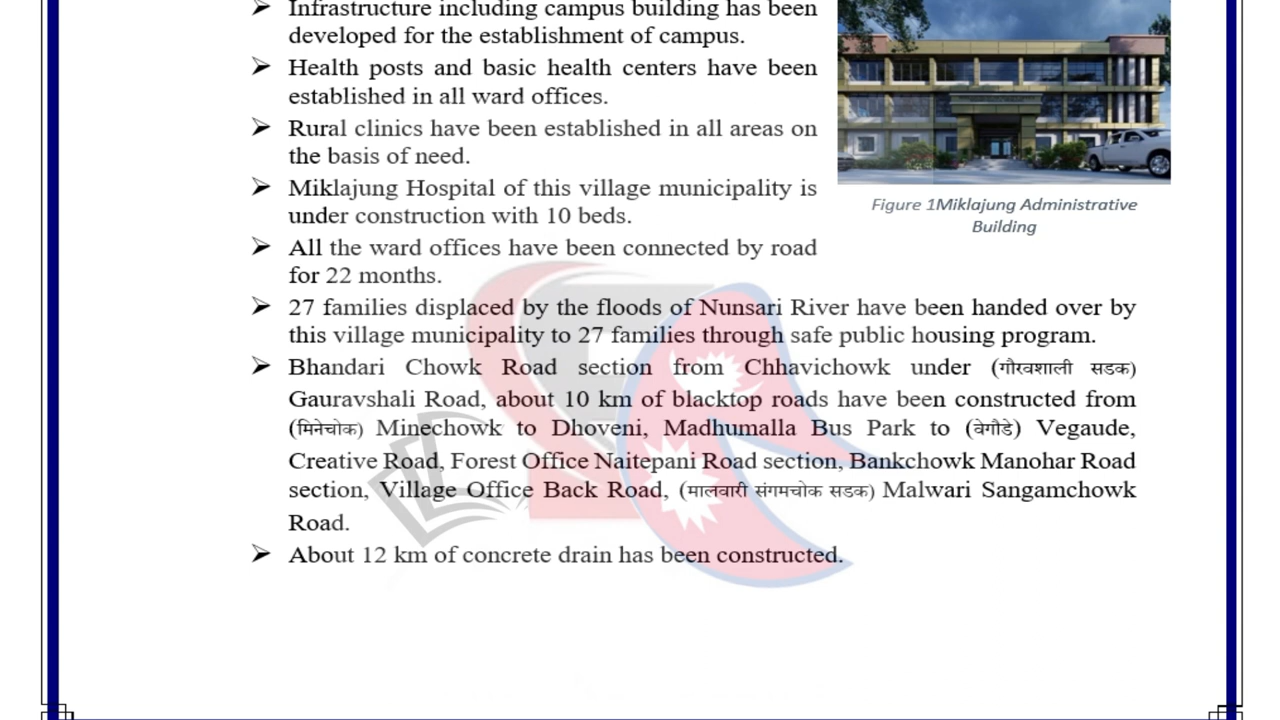 Infrastructure including campus building has been
developed for the establishment of campus.
Health posts and basic health centers have been
established in all ward offices.
Rural clinics have been established in all areas on
the basis of need.
Miklajung Hospital of this village municipality is
under construction with 10 beds.
All the ward offices have been connected by road
for 22 months.
Figure 1Miklajung Administrative
Building
27 families displaced by the floods of Nunsari River have been handed over by
this village municipality to 27 families through safe public housing program.
Bhandari Chowk Road section from Chhavichowk under (गौरवशाली सडक)
Gauravshali Road, about 10 km of blacktop roads have been constructed from
(मिनेचोक) Minechowk to Dhoveni, Madhumalla Bus Park to (वेगौडे) Vegaude,
Creative Road, Forest Office Naitepani Road section, Bankchowk Manohar Road
section, Village Office Back Road, (मालवारी संगमचोक सडक) Malwari Sangamchowk
Road.
About 12 km of concrete drain has been constructed.